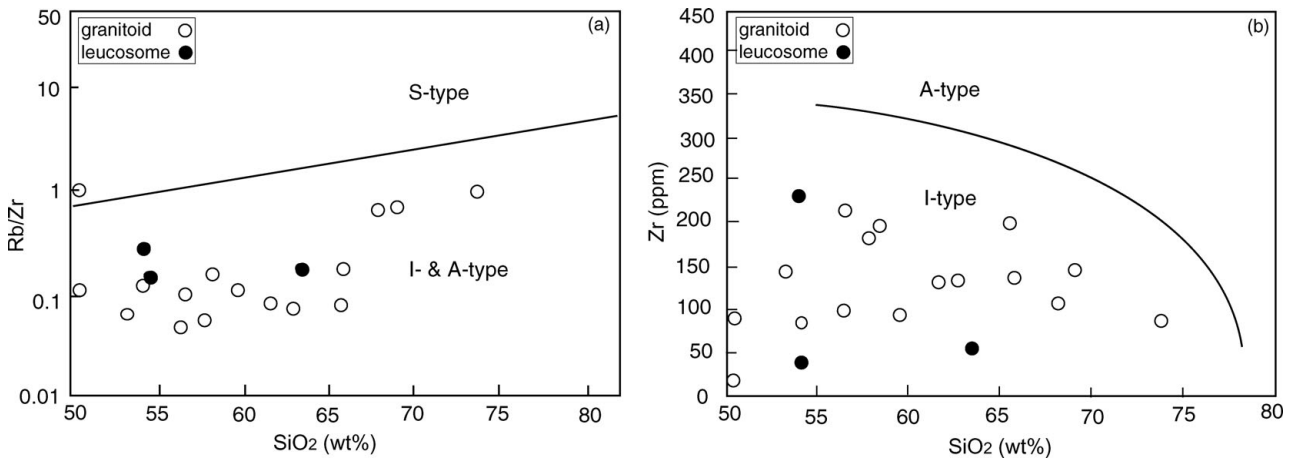 50
10
1
0.1
0.01
Rb/Zr
granitoid
leucosome
(a)
S-type
I- & A-type
50 55 60 65 70 75 80
SiO2 (wt%)
450
400
350
300
250
200
150
100
50
0
Zr (ppm)
granitoid
leucosome
(b)
A-type
I-type
50 55 60 65 70 75 80
SiO2 (wt%)